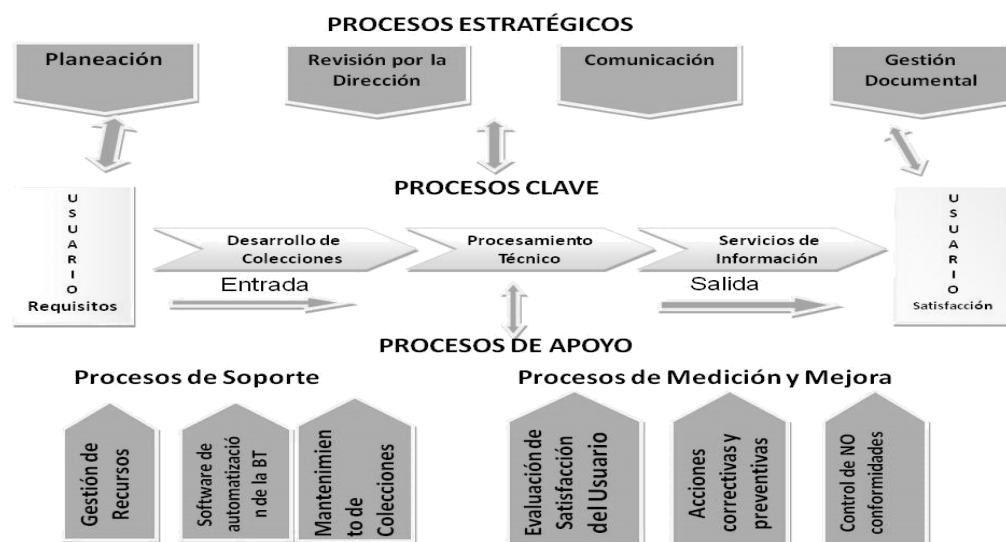 PROCESOS ESTRATÉGICOS
Planeación
Revisión por la
Dirección
Comunicación
Gestión
Documental
PROCESOS CLAVE
USUARIO
Requisitos
Desarrollo de
Colecciones
Procesamiento
Técnico
Servicios de
Información
USUARIO
Satisfacción
Entrada
Salida
PROCESOS DE APOYO
Procesos de Soporte
Procesos de Medición y Mejora
Gestión de
Recursos
Software de
automatizació
n de la BT
Mantenimien
to de
Colecciones
Evaluación de
Satisfacción
del Usuario
Acciones
correctivas y
preventivas
Control de NO
conformidades